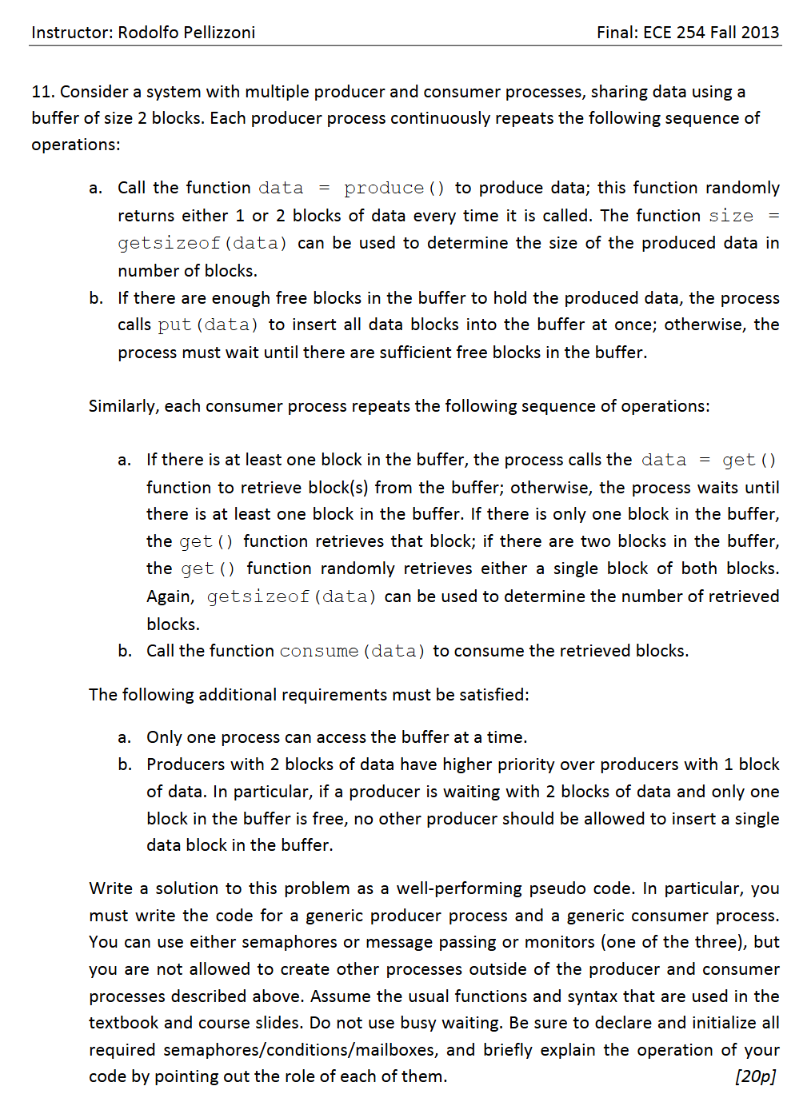 Instructor: Rodolfo Pellizzoni Final: ECE 254 Fall 2013
11. Consider a system with multiple producer and consumer processes, sharing data using a
buffer of size 2 blocks. Each producer process continuously repeats the following sequence of
operations:
a. Call the function data = produce() to produce data; this function randomly
returns either 1 or 2 blocks of data every time it is called. The function size =
getsizeof(data) can be used to determine the size of the produced data in
number of blocks.
b. If there are enough free blocks in the buffer to hold the produced data, the process
calls put(data) to insert all data blocks into the buffer at once; otherwise, the
process must wait until there are sufficient free blocks in the buffer.
Similarly, each consumer process repeats the following sequence of operations:
a. If there is at least one block in the buffer, the process calls the data = get()
function to retrieve block(s) from the buffer; otherwise, the process waits until
there is at least one block in the buffer. If there is only one block in the buffer,
the get() function retrieves that block; if there are two blocks in the buffer,
the get() function randomly retrieves either a single block of both blocks.
Again, getsizeof(data) can be used to determine the number of retrieved
blocks.
b. Call the function consume(data) to consume the retrieved blocks.
The following additional requirements must be satisfied:
a. Only one process can access the buffer at a time.
b. Producers with 2 blocks of data have higher priority over producers with 1 block
of data. In particular, if a producer is waiting with 2 blocks of data and only one
block in the buffer is free, no other producer should be allowed to insert a single
data block in the buffer.
Write a solution to this problem as a well-performing pseudo code. In particular, you
must write the code for a generic producer process and a generic consumer process.
You can use either semaphores or message passing or monitors (one of the three), but
you are not allowed to create other processes outside of the producer and consumer
processes described above. Assume the usual functions and syntax that are used in the
textbook and course slides. Do not use busy waiting. Be sure to declare and initialize all
required semaphores/conditions/mailboxes, and briefly explain the operation of your
code by pointing out the role of each of them. [20p]